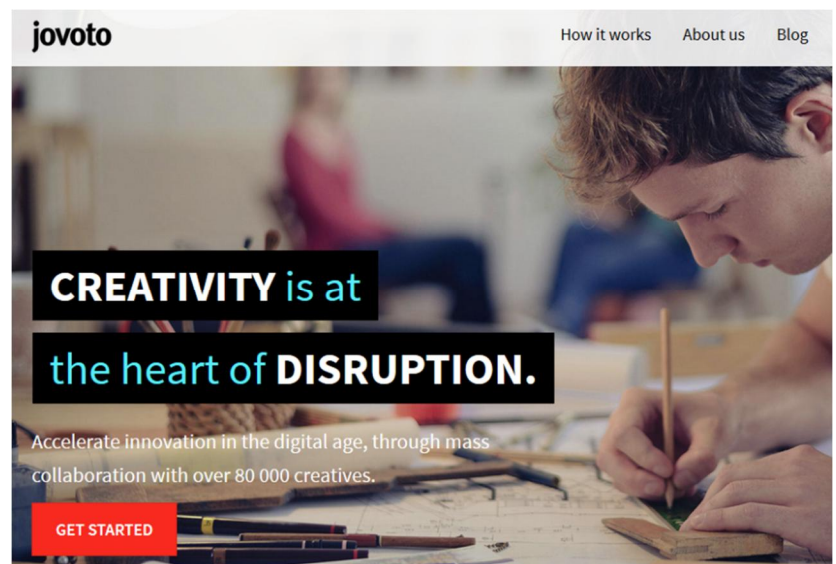 jovoto
How it works About us Blog
CREATIVITY is at
the heart of DISRUPTION.
Accelerate innovation in the digital age, through mass
collaboration with over 80 000 creatives.
GET STARTED